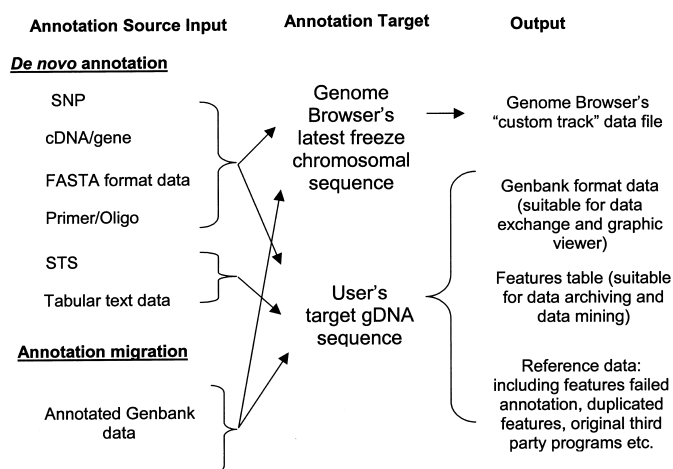 Annotation Source Input
Annotation Target
Output
De novo annotation
SNP
cDNA/gene
FASTA format data
Primer/Oligo
STS
Tabular text data
Annotation migration
Annotated Genbank
data
Genome
Browser's
latest freeze
chromosomal
sequence
User's
target gDNA
sequence
Genome Browser's
"custom track" data file
Genbank format data
(suitable for data
exchange and graphic
viewer)
Features table (suitable
for data archiving and
data mining)
Reference data:
including features failed
annotation, duplicated
features, original third
party programs etc.